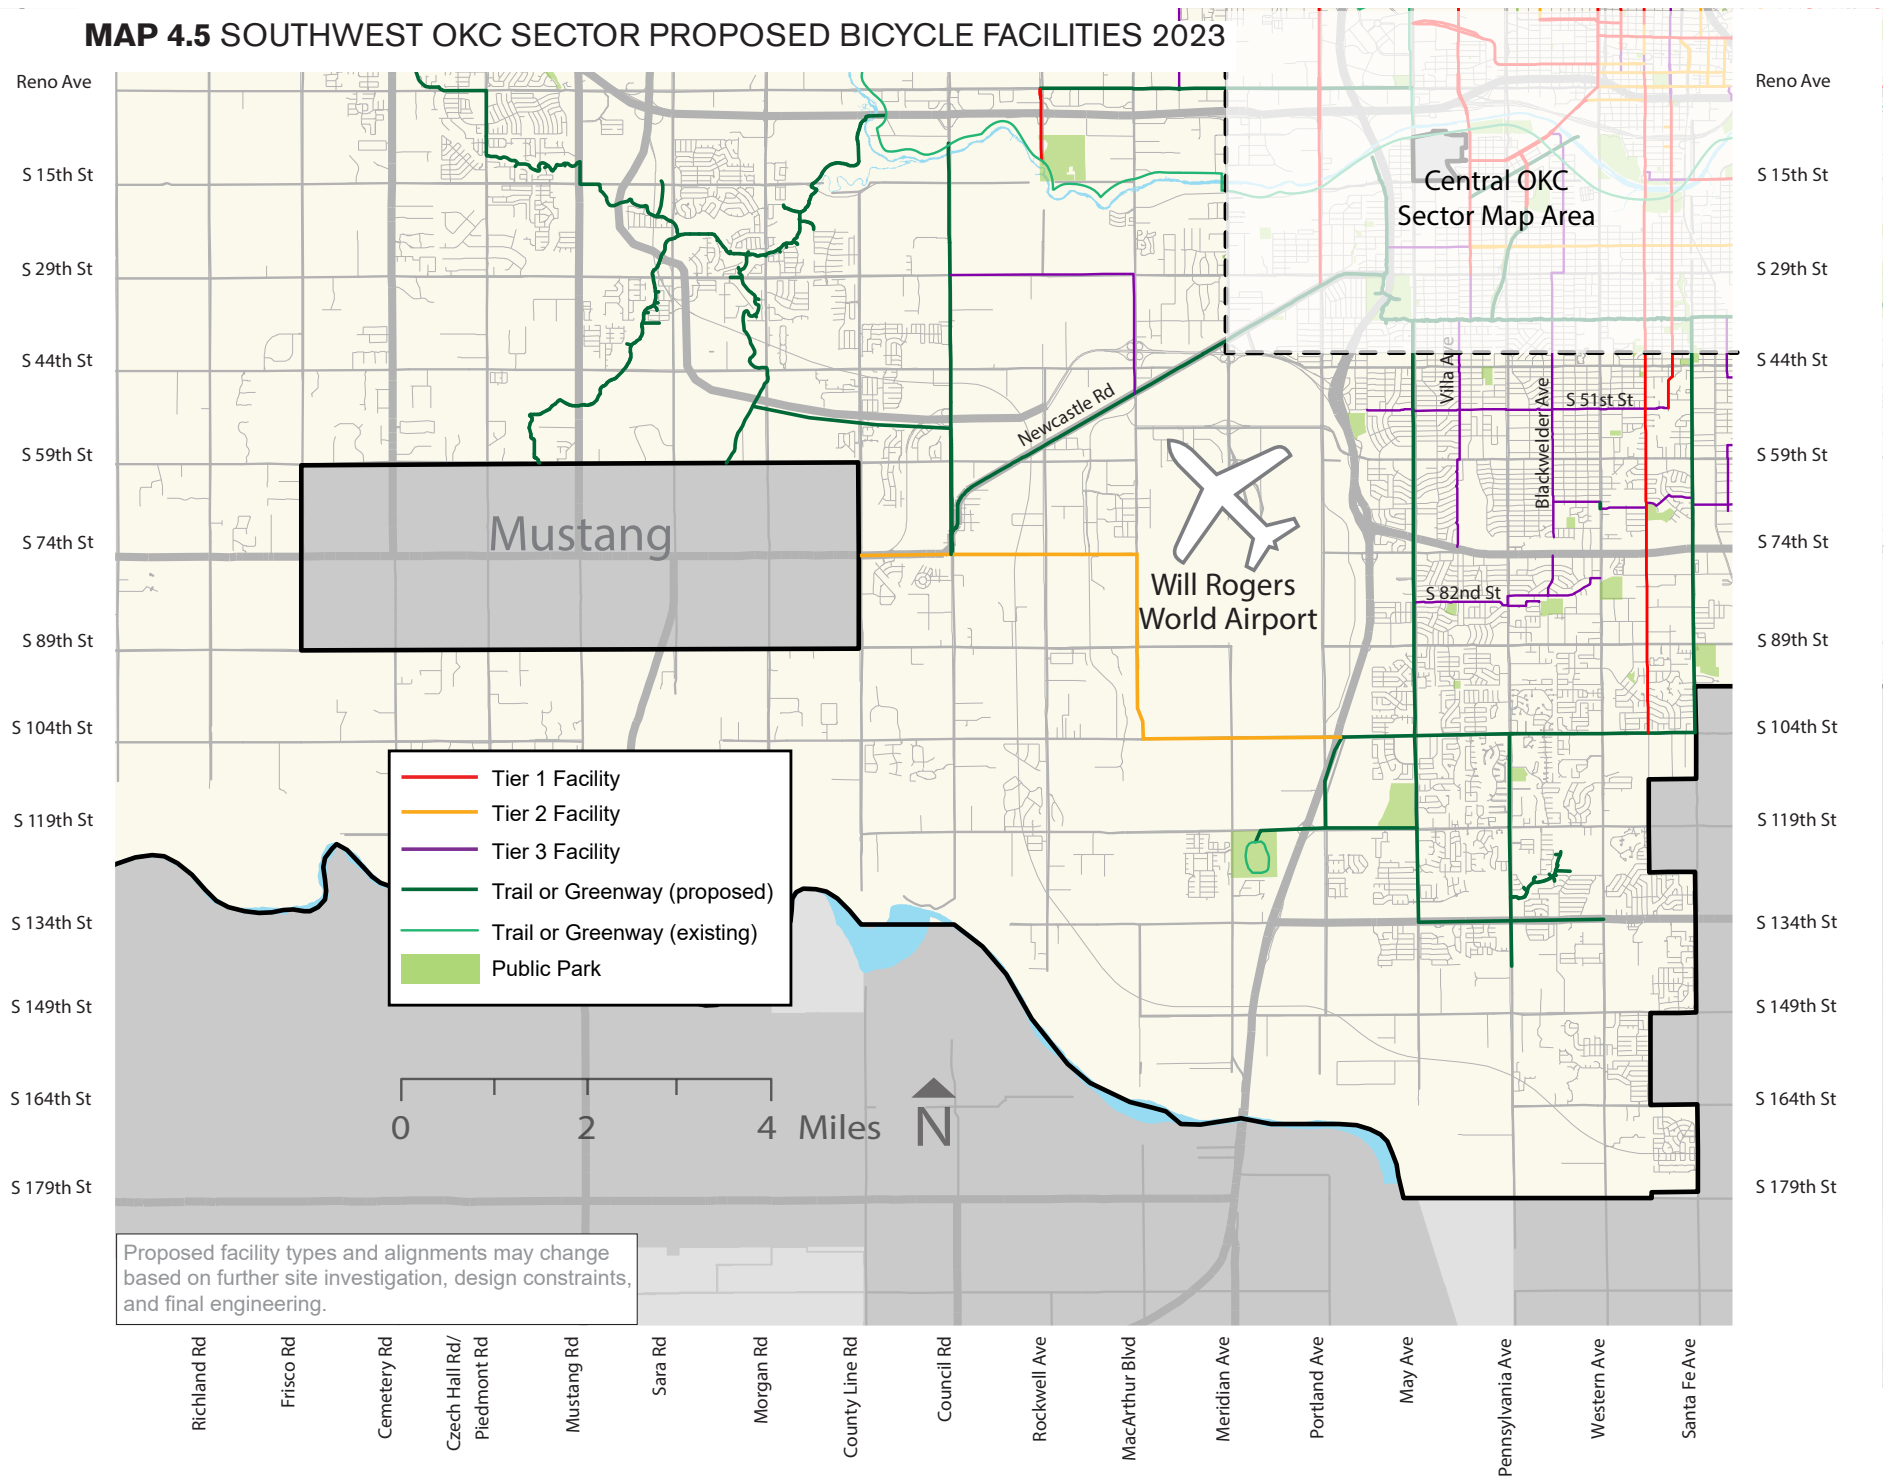 MAP 4.5 SOUTHWEST OKC SECTOR PROPOSED BICYCLE FACILITIES 2023
Reno Ave
S 15th St
S 29th St
S 44th St
S 59th St
S 74th St
S 89th St
S 104th St
S 119th St
S 134th St
S 149th St
S 164th St
S 179th St
Reno Ave
S 15th St
S 29th St
S 44th St
S 59th St
S 74th St
S 89th St
S 104th St
S 119th St
S 134th St
S 149th St
S 164th St
S 179th St
Central OKC
Sector Map Area
Villa Ave
Blackwelder Ave
S 51st St
Newcastle Rd
Mustang
Will Rogers
World Airport
S 82nd St
Tier 1 Facility
Tier 2 Facility
Tier 3 Facility
Trail or Greenway (proposed)
Trail or Greenway (existing)
Public Park
0 2 4 Miles
N
Proposed facility types and alignments may change
based on further site investigation, design constraints,
and final engineering.
Richland Rd
Frisco Rd
Cemetery Rd
Czech Hall Rd/
Piedmont Rd
Mustang Rd
Sara Rd
Morgan Rd
County Line Rd
Council Rd
Rockwell Ave
MacArthur Blvd
Meridian Ave
Portland Ave
May Ave
Pennsylvania Ave
Western Ave
Santa Fe Ave